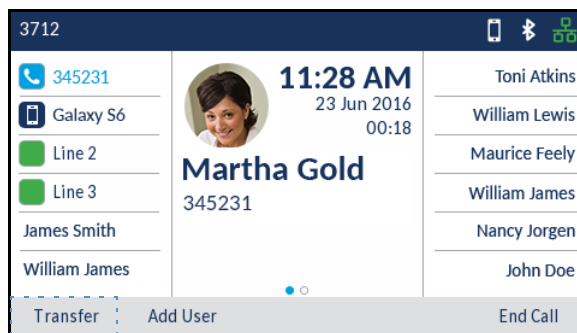 3712
345231
Galaxy S6
Line 2
Line 3
James Smith
William James
11:28 AM
23 Jun 2016
00:18
Martha Gold
345231
Toni Atkins
William Lewis
Maurice Feely
William James
Nancy Jorgen
John Doe
Transfer
Add User
End Call